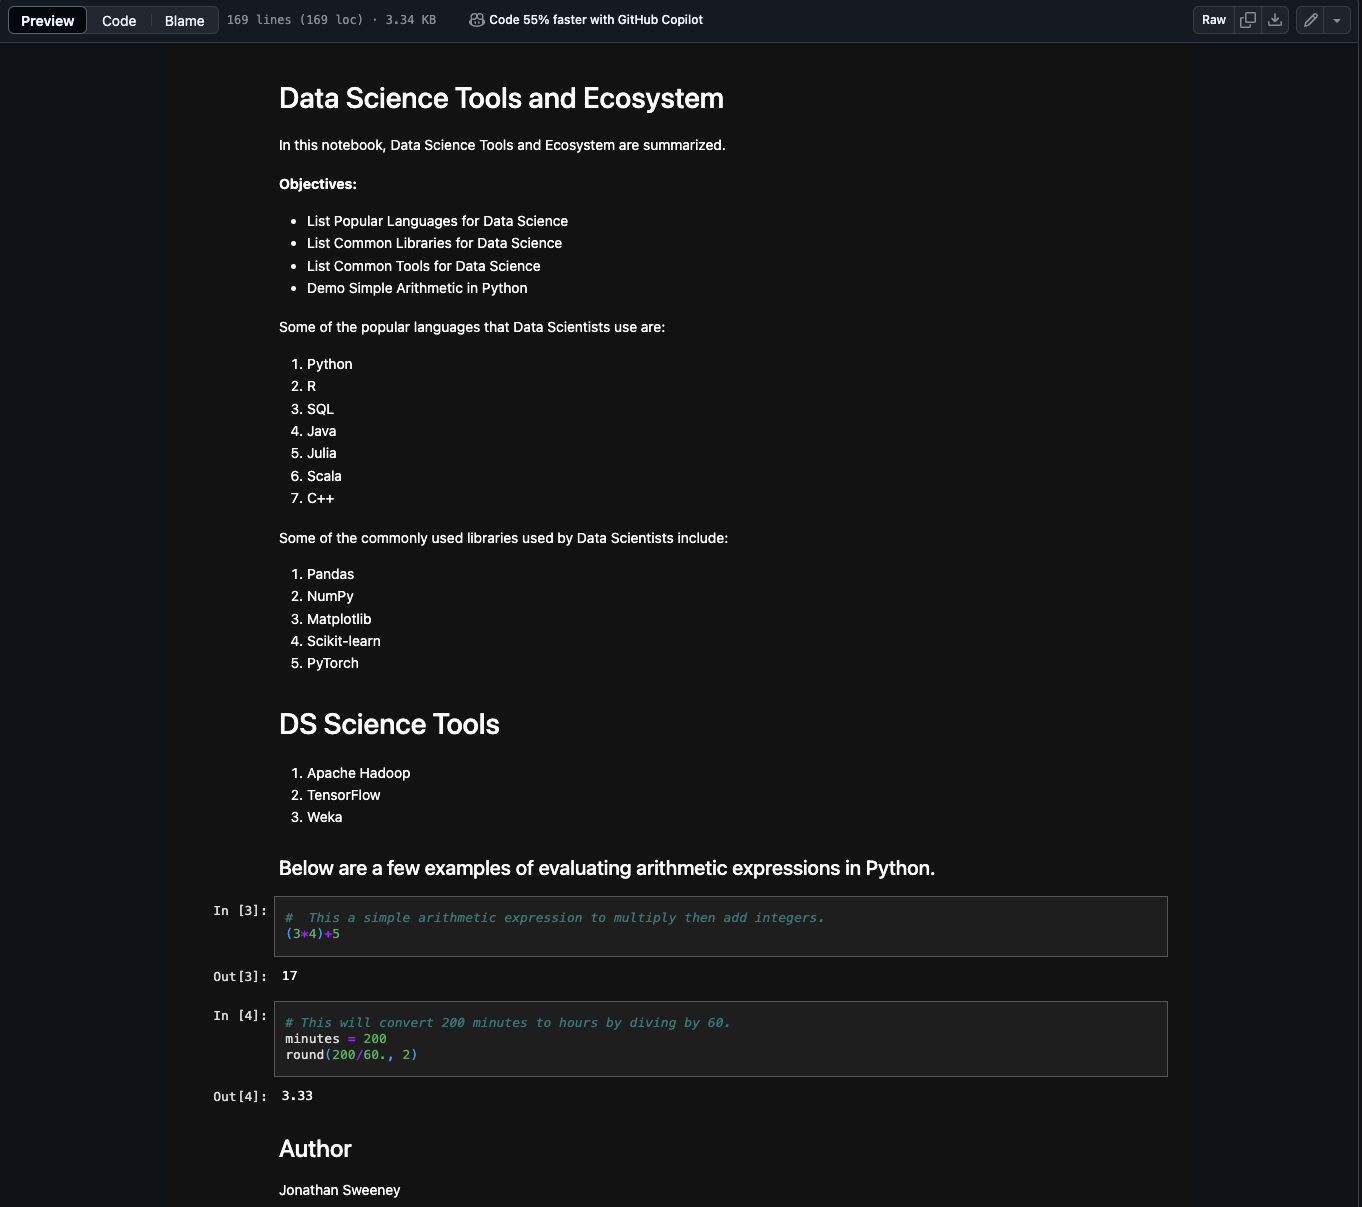 Preview Code Blame 169 lines (169 loc) · 3.34 KB Code 55% faster with GitHub Copilot Raw
Data Science Tools and Ecosystem
In this notebook, Data Science Tools and Ecosystem are summarized.
Objectives:
• List Popular Languages for Data Science
• List Common Libraries for Data Science
• List Common Tools for Data Science
• Demo Simple Arithmetic in Python
Some of the popular languages that Data Scientists use are:
1. Python
2. R
3. SQL
4. Java
5. Julia
6. Scala
7. C++
Some of the commonly used libraries used by Data Scientists include:
1. Pandas
2. NumPy
3. Matplotlib
4. Scikit-learn
5. PyTorch
DS Science Tools
1. Apache Hadoop
2. TensorFlow
3. Weka
Below are a few examples of evaluating arithmetic expressions in Python.
In [3]: #  This a simple arithmetic expression to multiply then add integers.
(3*4)+5
Out[3]: 17
In [4]: # This will convert 200 minutes to hours by diving by 60.
minutes = 200
round(200/60., 2)
Out[4]: 3.33
Author
Jonathan Sweeney